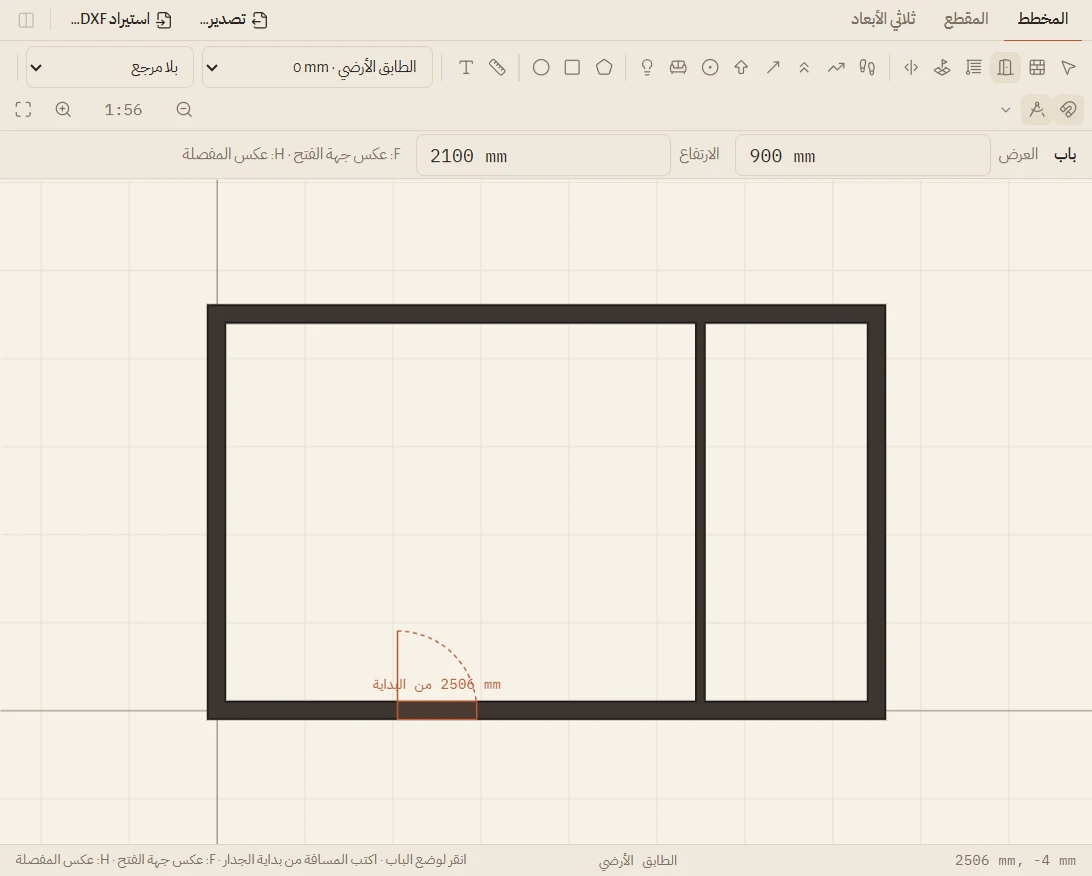 المخطط
المقطع
ثلاثي الأبعاد
تصدير...
استيراد DXF...
الطابق الأرضي · 0 mm
بلا مرجع
1:56
باب
العرض
900 mm
الارتفاع
2100 mm
F: عكس جهة الفتح · H: عكس المفصلة
2506 mm من البداية
2506 mm, -4 mm
الطابق الأرضي
انقر لوضع الباب · اكتب المسافة من بداية الجدار · F: عكس جهة الفتح · H: عكس المفصلة